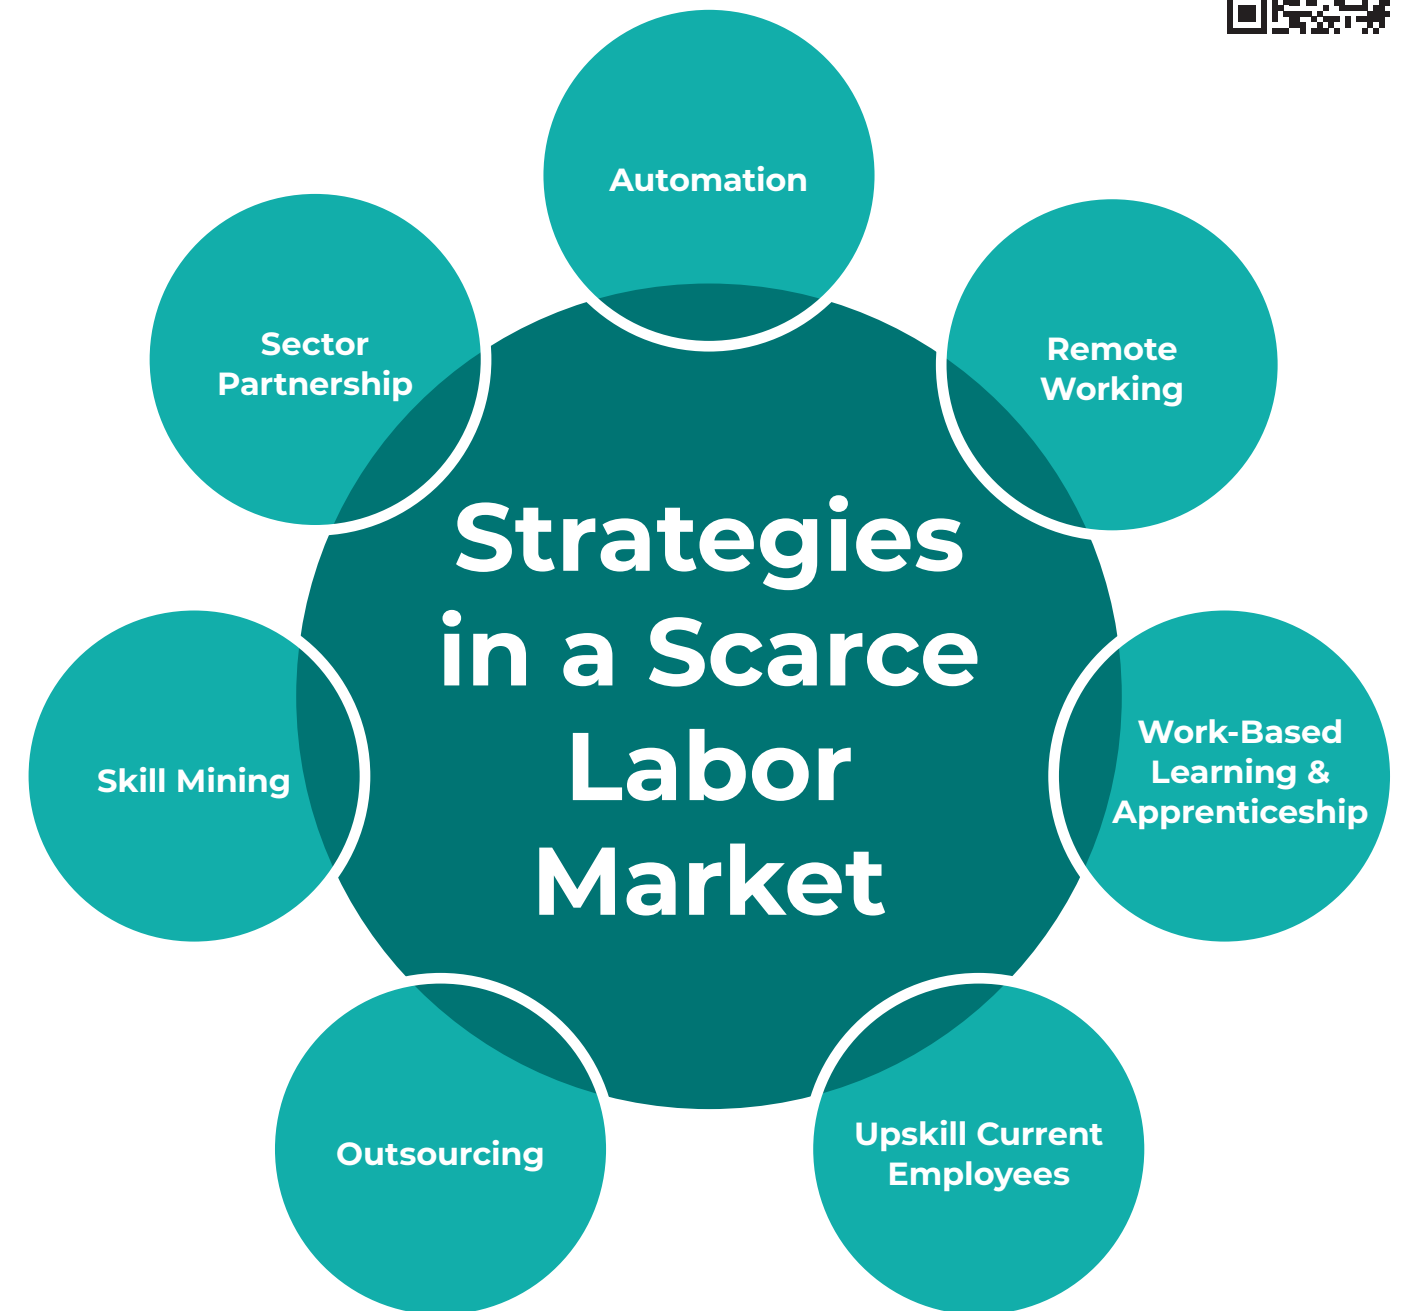 Automation
Sector
Partnership
Remote
Working
Strategies
in a Scarce
Labor
Market
Skill Mining
Work-Based
Learning &
Apprenticeship
Outsourcing
Upskill Current
Employees